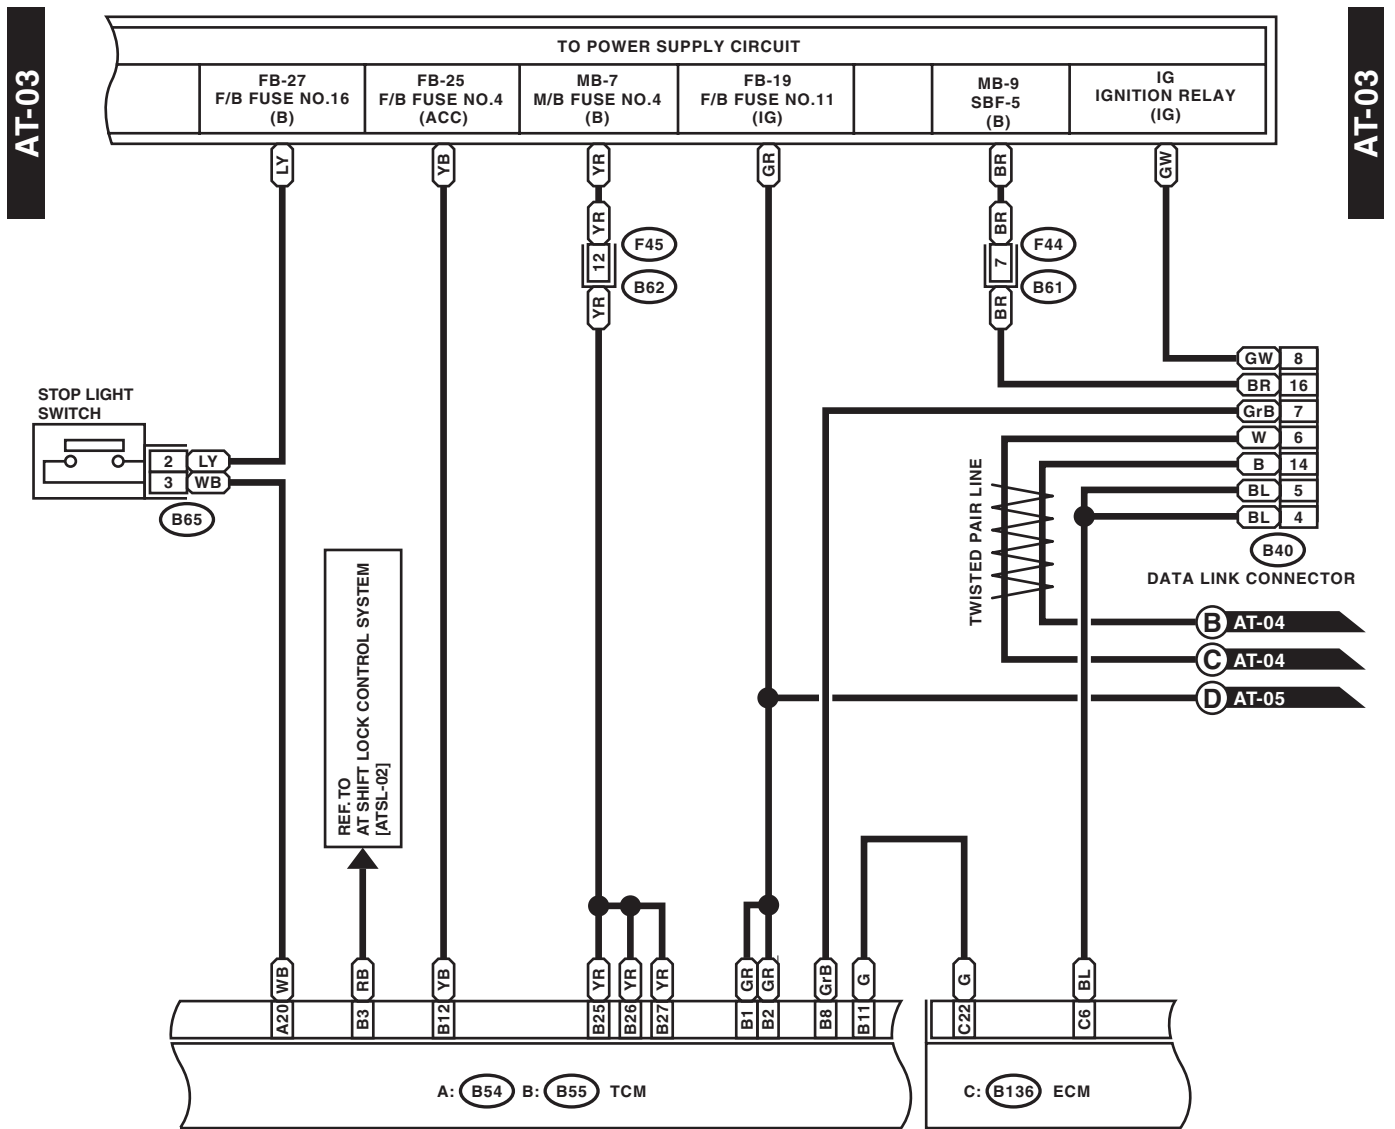 AT-03
AT-03
TO POWER SUPPLY CIRCUIT
FB-27
F/B FUSE NO.16
(B)
FB-25
F/B FUSE NO.4
(ACC)
MB-7
M/B FUSE NO.4
(B)
FB-19
F/B FUSE NO.11
(IG)
MB-9
SBF-5
(B)
IG
IGNITION RELAY
(IG)
LY
YB
YR
GR
BR
GW
YR
12
YR
F45
B62
BR
7
BR
F44
B61
GW 8
BR 16
GrB 7
W 6
B 14
BL 5
BL 4
B40
DATA LINK CONNECTOR
STOP LIGHT
SWITCH
2 LY
3 WB
B65
TWISTED PAIR LINE
B AT-04
C AT-04
D AT-05
REF. TO
AT SHIFT LOCK CONTROL SYSTEM
[ATSL-02]
WB
RB
YB
YR
YR
YR
GR
GR
GrB
G
G
BL
A20
B3
B12
B25
B26
B27
B1
B2
B8
B11
C22
C6
A: B54 B: B55 TCM
C: B136 ECM